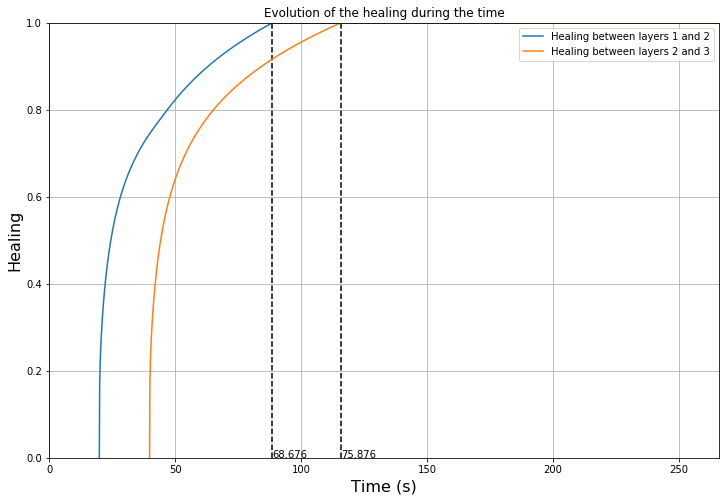 Evolution of the healing during the time
Healing between layers 1 and 2
Healing between layers 2 and 3
1.0
0.8
0.6
0.4
0.2
0.0
Healing
68.676
75.876
0
50
100
150
200
250
Time (s)